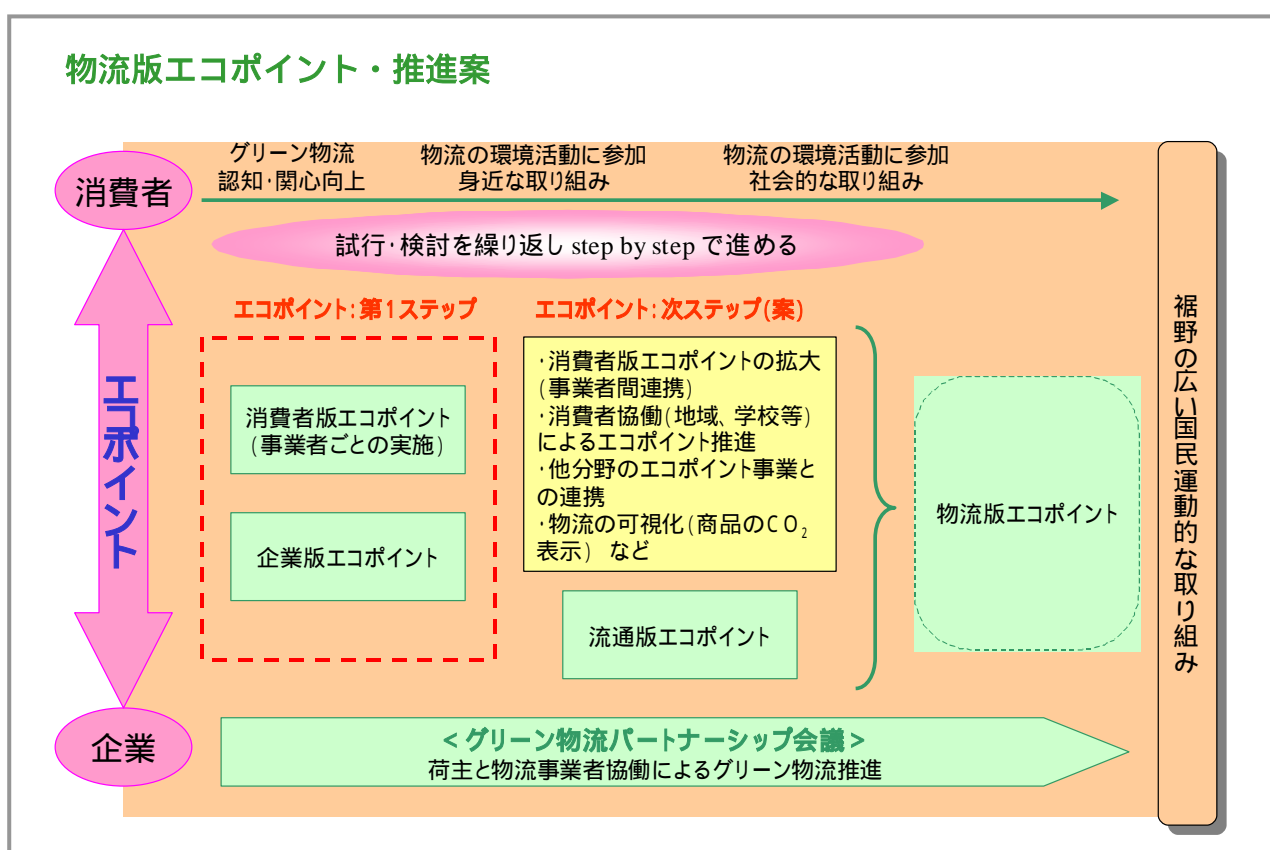 物流版エコポイント・推進案
グリーン物流
認知・関心向上
物流の環境活動に参加
身近な取り組み
物流の環境活動に参加
社会的な取り組み
消費者
試行・検討を繰り返し step by step で進める
エコポイント:第1ステップ
エコポイント:次ステップ(案)
エコポイント
消費者版エコポイント
(事業者ごとの実施)
企業版エコポイント
・消費者版エコポイントの拡大
(事業者間連携)
・消費者協働(地域、学校等)
によるエコポイント推進
・他分野のエコポイント事業と
の連携
・物流の可視化(商品のCO₂
表示) など
流通版エコポイント
物流版エコポイント
裾野の広い国民運動的な取り組み
企業
<グリーン物流パートナーシップ会議>
荷主と物流事業者協働によるグリーン物流推進